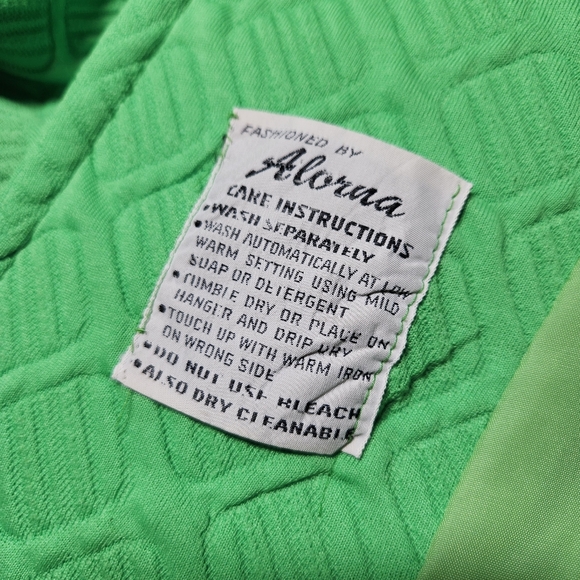 FASHIONED BY
Alorna
CARE INSTRUCTIONS
•WASH SEPARATELY
•WASH AUTOMATICALLY AT LOW
WARM SETTING USING MILD
SOAP OR DETERGENT
•TUMBLE DRY OR PLACE ON
HANGER AND DRIP DRY
•TOUCH UP WITH WARM IRON
ON WRONG SIDE
•DO NOT USE BLEACH
•ALSO DRY CLEANABLE